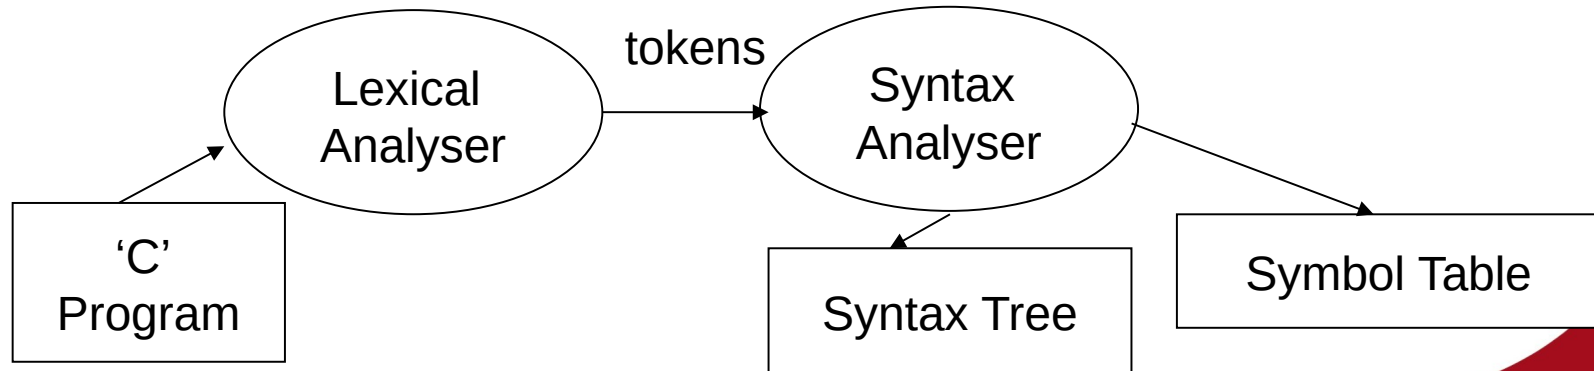 tokens
Lexical
Analyser
Syntax
Analyser
‘C’
Program
Syntax Tree
Symbol Table